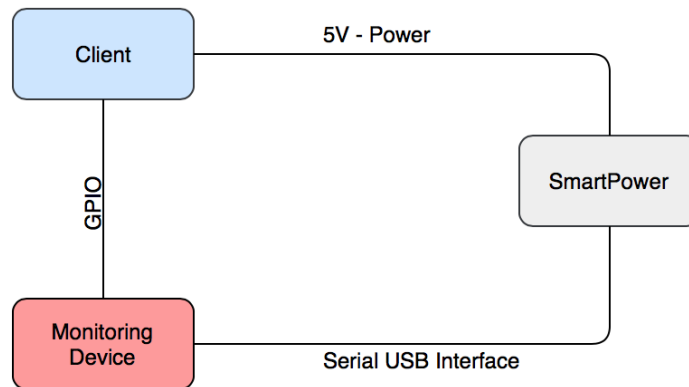 5V - Power
Client
SmartPower
GPIO
Monitoring
Device
Serial USB Interface